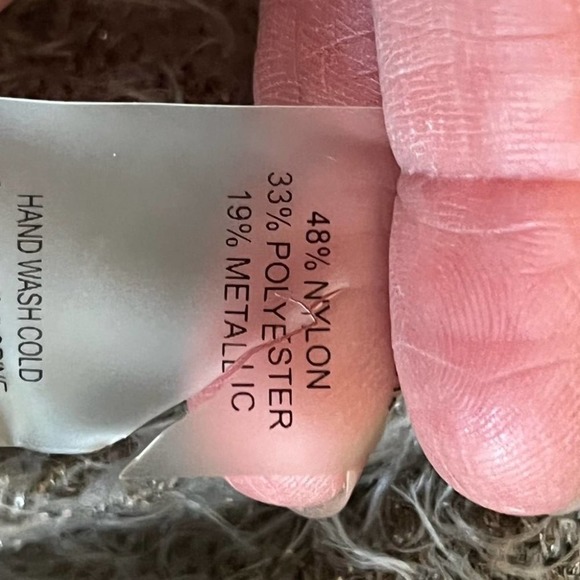 48% NYLON
33% POLYESTER
19% METALLIC
HAND WASH COLD